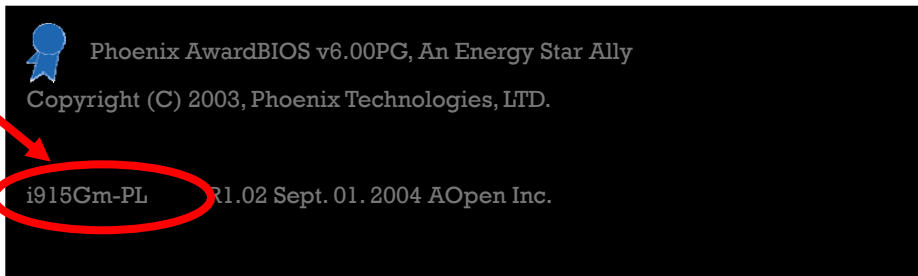 Phoenix AwardBIOS v6.00PG, An Energy Star Ally
Copyright (C) 2003, Phoenix Technologies, LTD.
i915Gm-PL R1.02 Sept. 01. 2004 AOpen Inc.